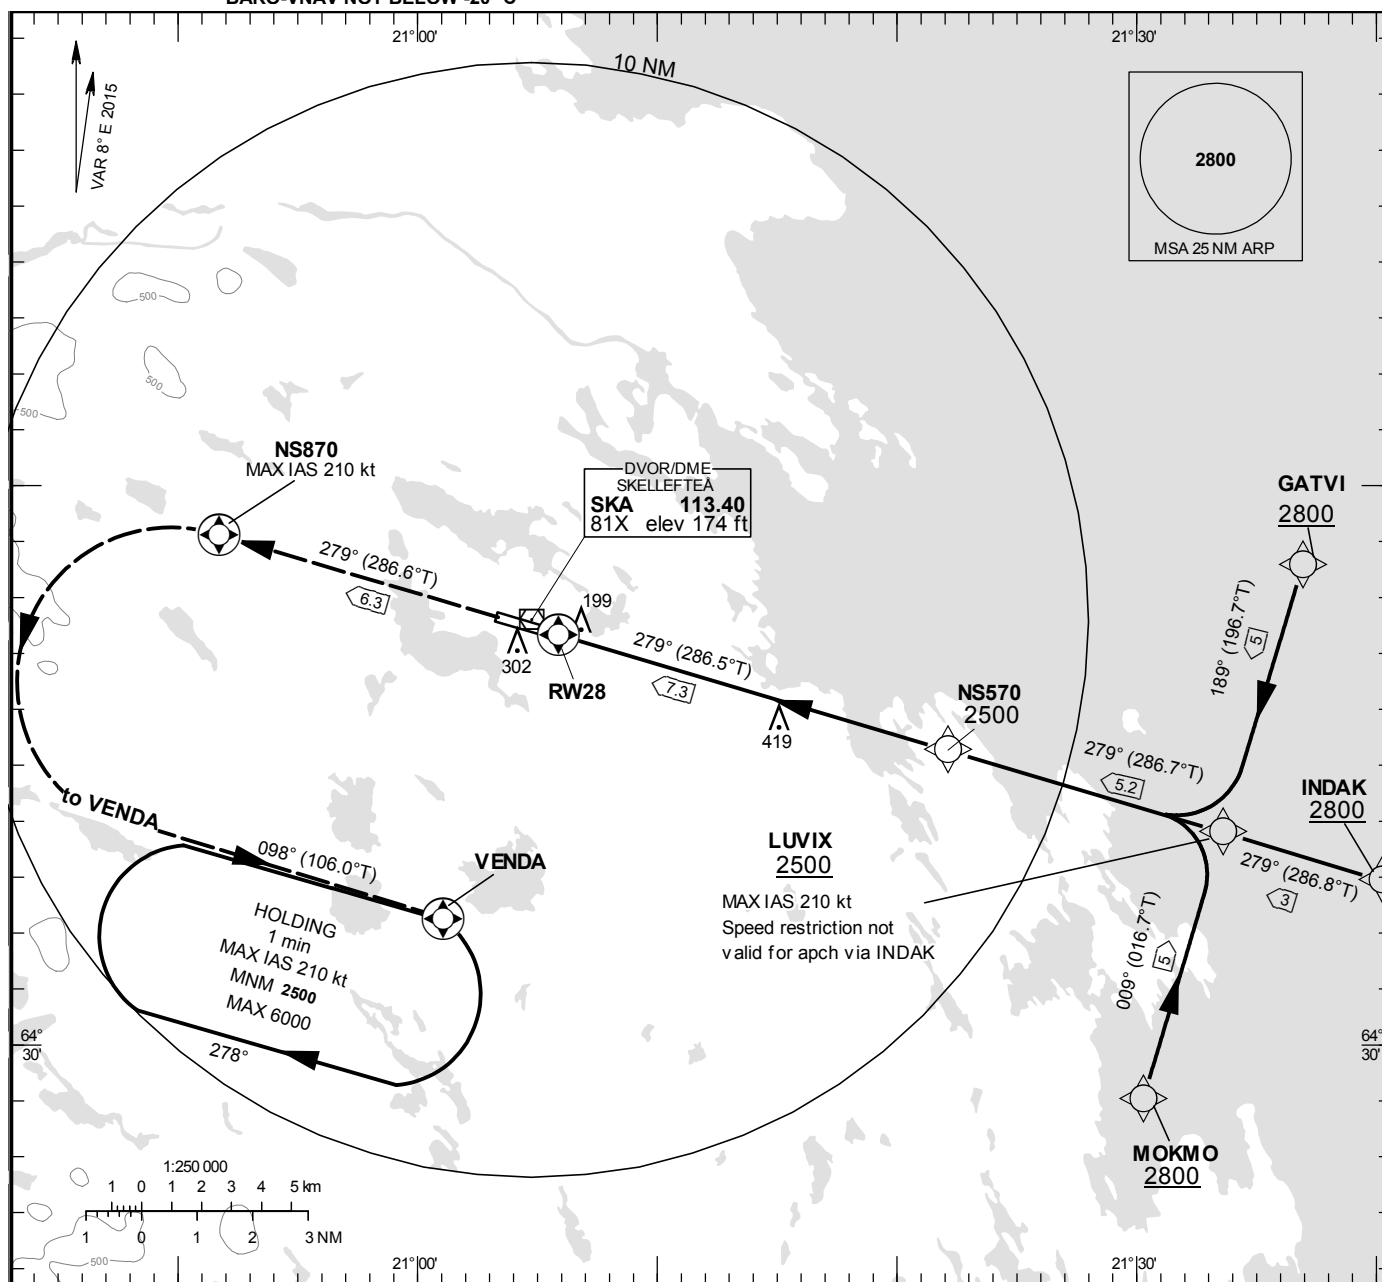 21° 00'
21° 30'
VAR 8° E 2015
10 NM
2800
MSA 25 NM ARP
500
500
500
NS870
MAX IAS 210 kt
DVOR/DME
SKELLEFTEÅ
SKA 113.40
81X elev 174 ft
GATVI
2800
279° (286.6°T)
6.3
199
302
RW28
279° (286.5°T)
7.3
419
NS570
2500
189° (196.7°T)
5
279° (286.7°T)
5.2
INDAK
2800
279° (286.8°T)
3
LUVIX
2500
MAX IAS 210 kt
Speed restriction not
valid for apch via INDAK
to VENDA
098° (106.0°T)
VENDA
HOLDING
1 min
MAX IAS 210 kt
MNM 2500
MAX 6000
278°
009° (016.7°T)
5
64°
30'
64°
30'
MOKMO
2800
1:250 000
1 0 1 2 3 4 5 km
1 0 1 2 3 NM
500
21° 00'
21° 30'